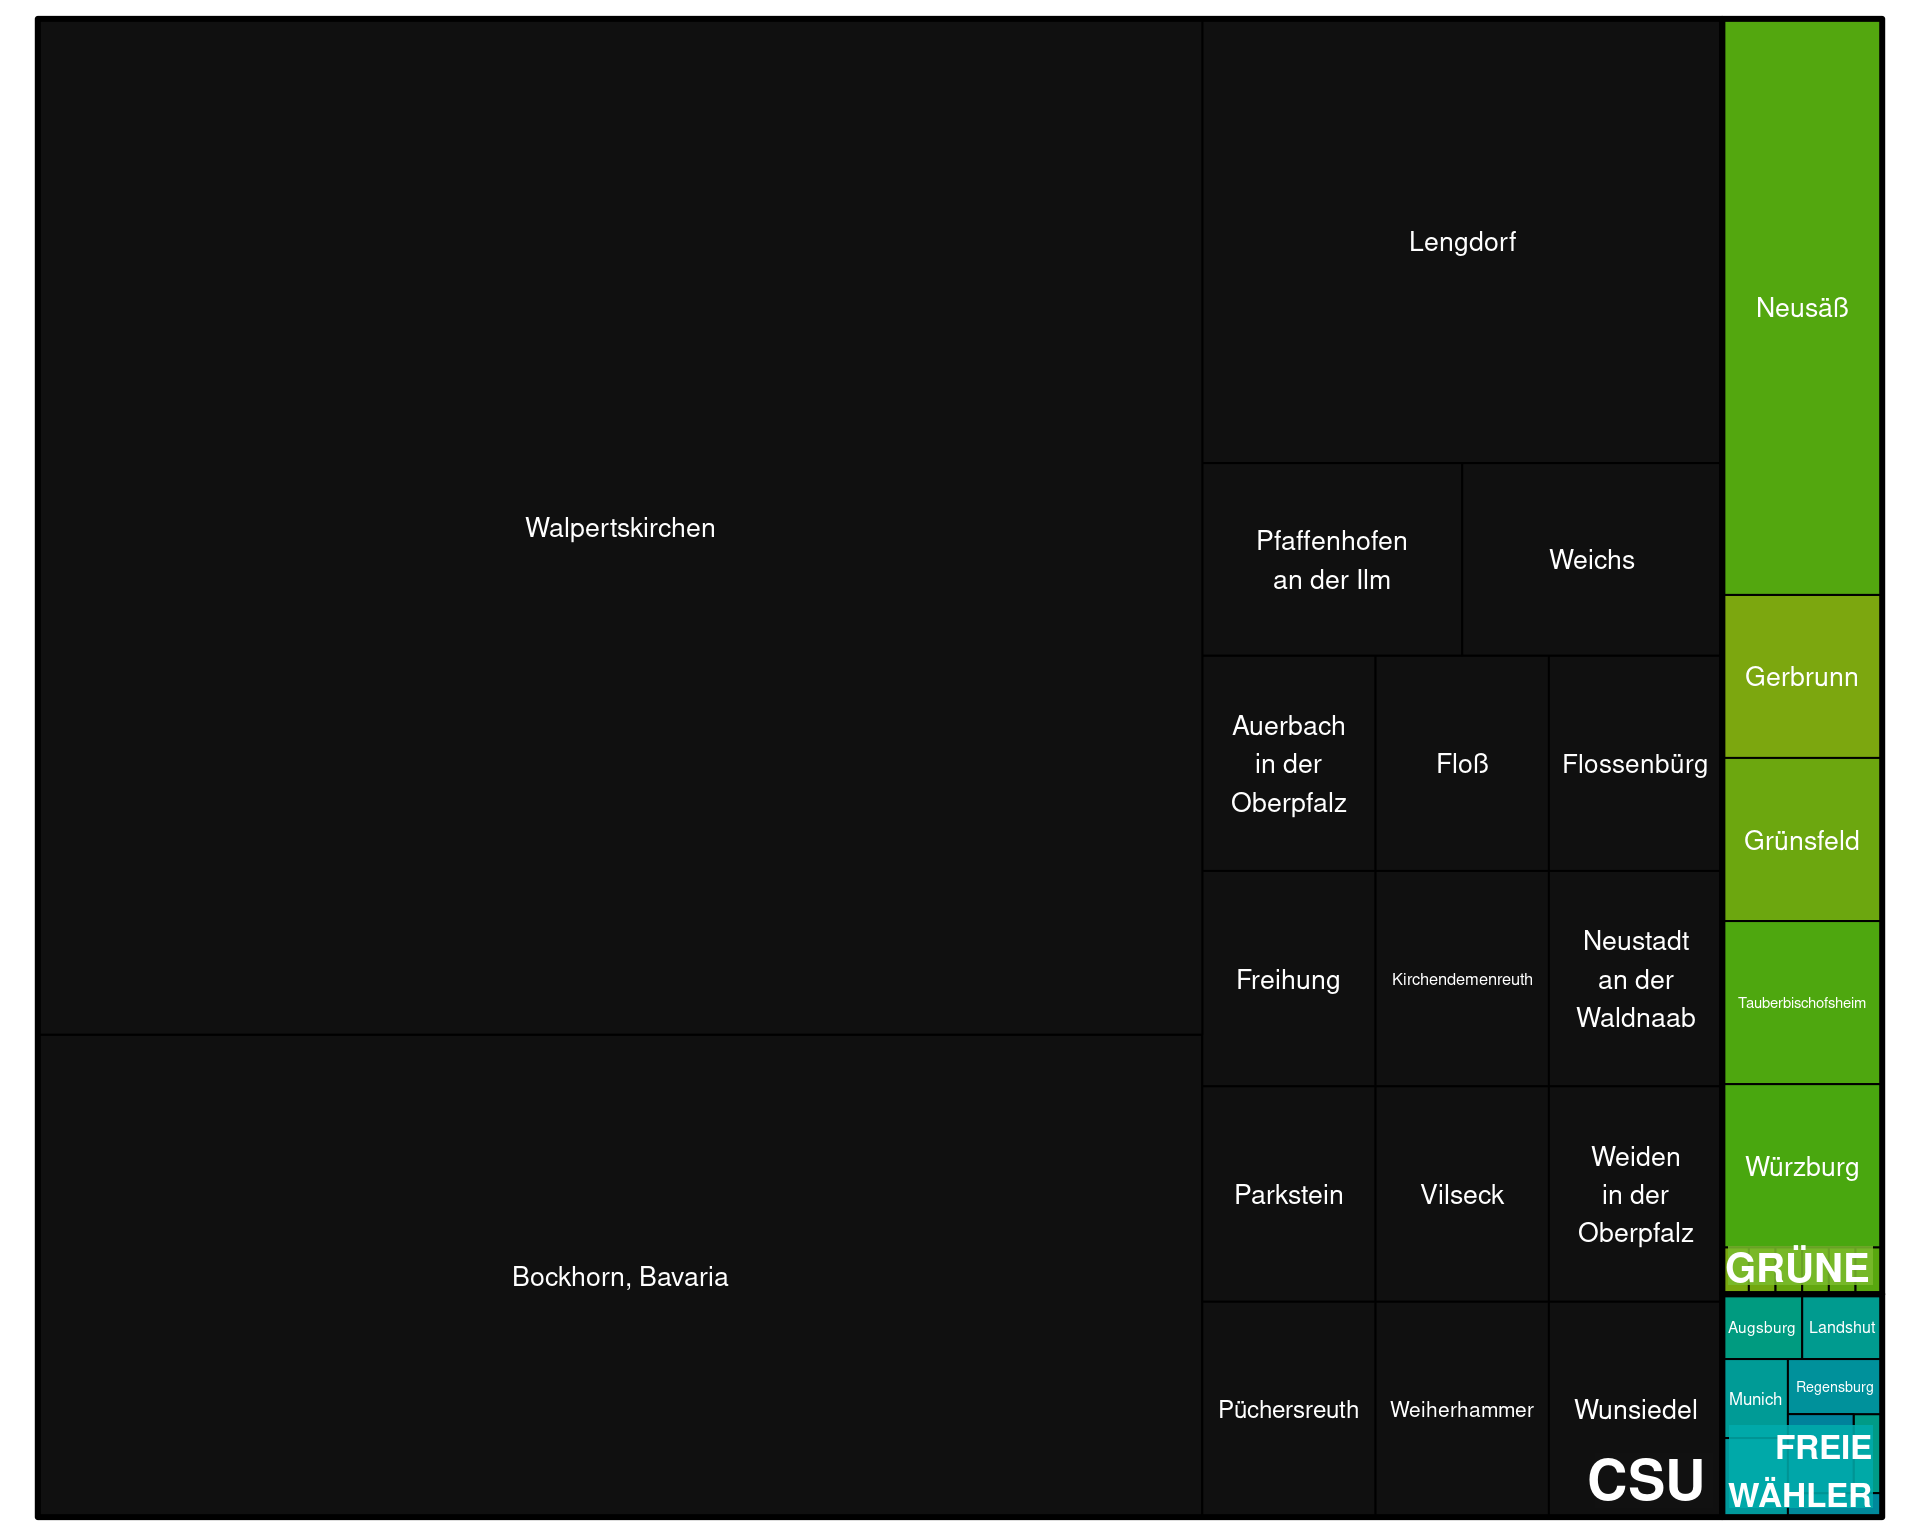 Walpertskirchen
Bockhorn, Bavaria
Lengdorf
Pfaffenhofen
an der Ilm
Weichs
Auerbach
in der
Oberpfalz
Floß
Flossenbürg
Freihung
Kirchendemenreuth
Neustadt
an der
Waldnaab
Parkstein
Vilseck
Weiden
in der
Oberpfalz
Püchersreuth
Weiherhammer
Wunsiedel
CSU
Neusäß
Gerbrunn
Grünsfeld
Tauberbischofsheim
Würzburg
GRÜNE
Augsburg
Landshut
Munich
Regensburg
FREIE
WÄHLER